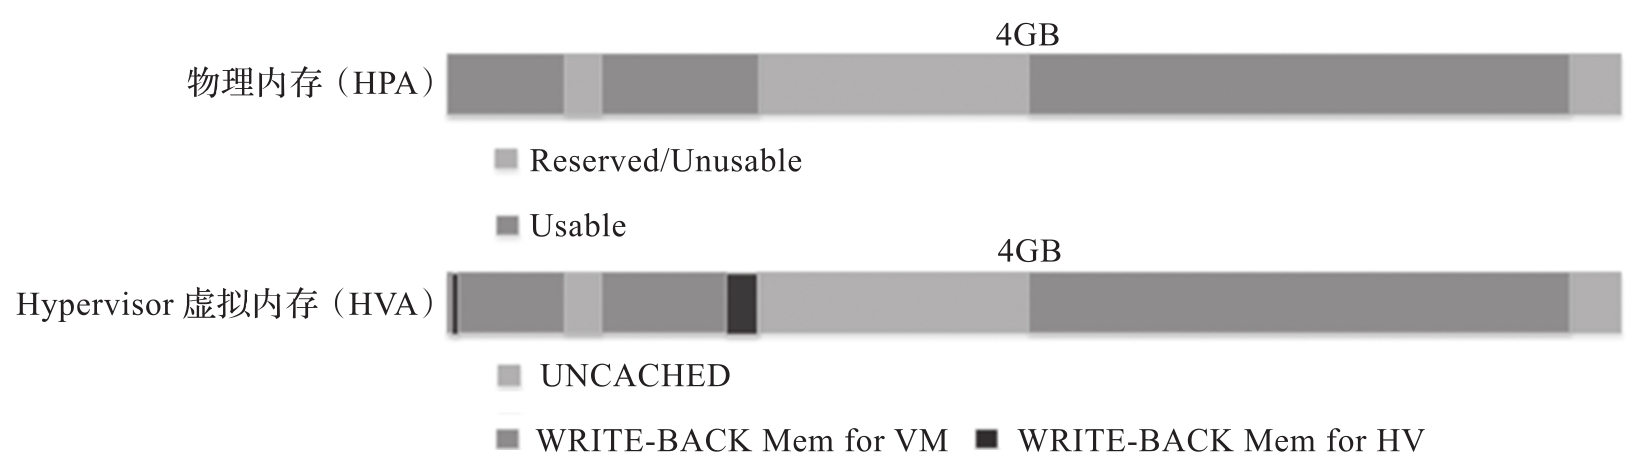 4GB
物理内存（HPA）
Reserved/Unusable
Usable
4GB
Hypervisor 虚拟内存（HVA）
UNCACHED
WRITE-BACK Mem for VM WRITE-BACK Mem for HV